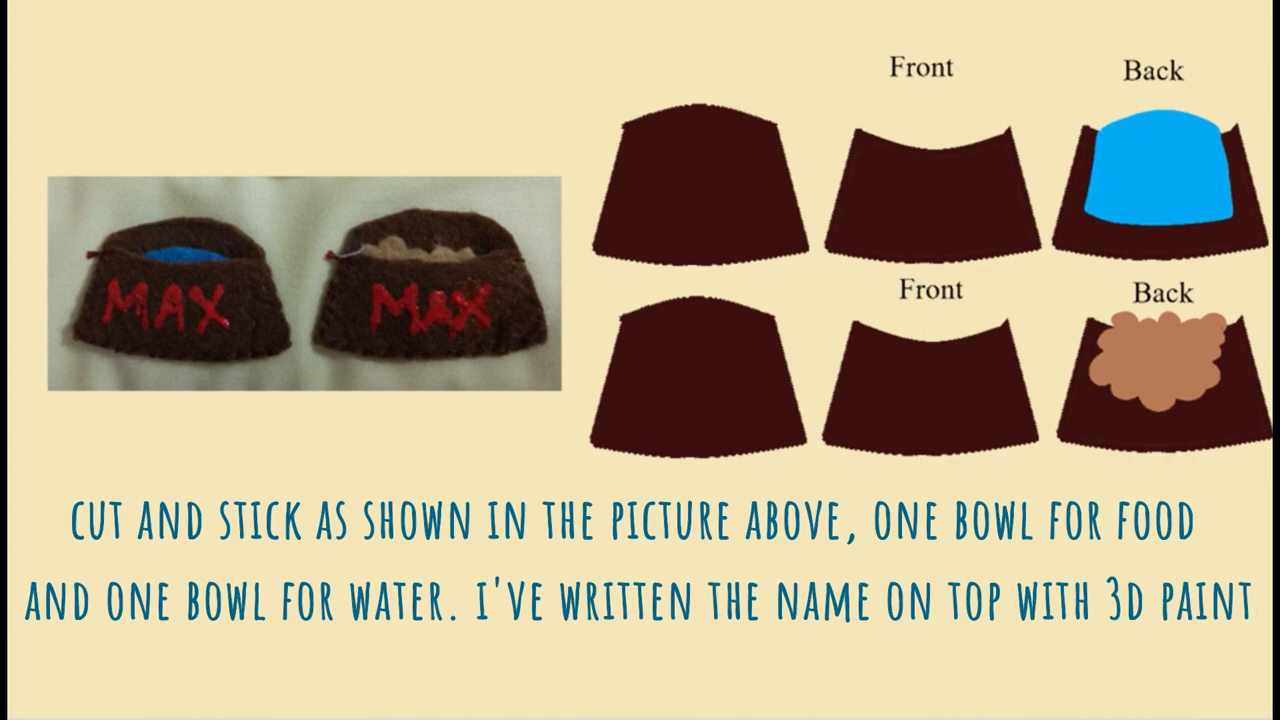 Front
Back
MAX
MAX
Front
Back
CUT AND STICK AS SHOWN IN THE PICTURE ABOVE, ONE BOWL FOR FOOD
AND ONE BOWL FOR WATER. I'VE WRITTEN THE NAME ON TOP WITH 3D PAINT